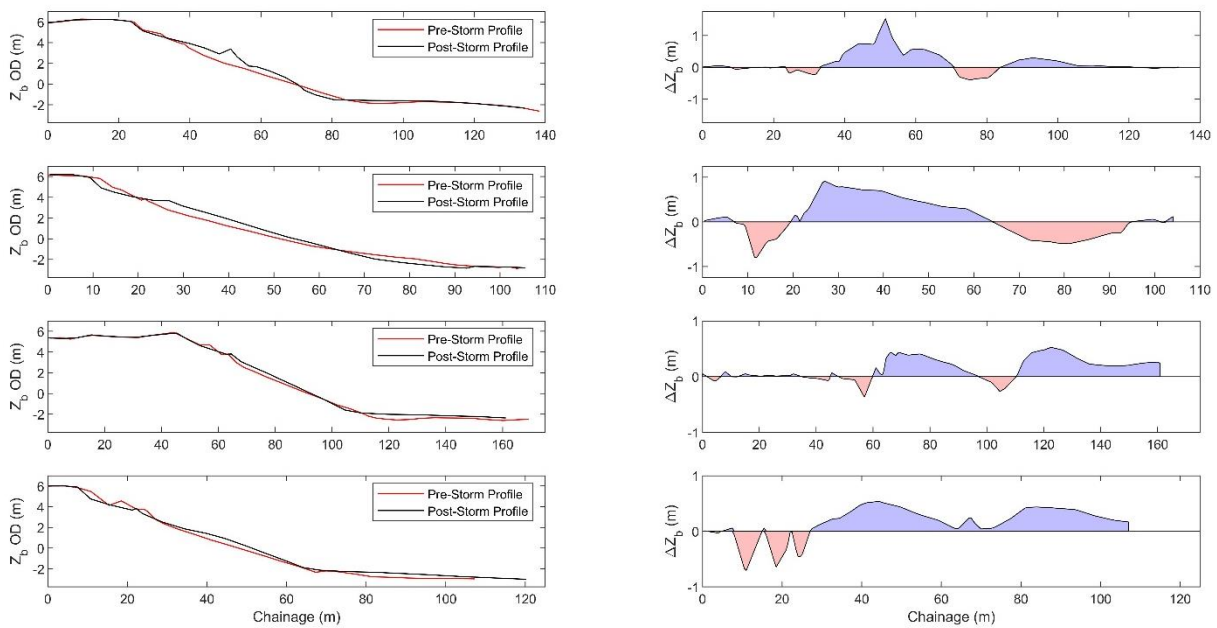 Z_b OD (m)
6
4
2
0
-2
Pre-Storm Profile
Post-Storm Profile
0 20 40 60 80 100 120 140
ΔZ_b (m)
1
0
-1
0 20 40 60 80 100 120 140
Z_b OD (m)
6
4
2
0
-2
Pre-Storm Profile
Post-Storm Profile
0 10 20 30 40 50 60 70 80 90 100 110
ΔZ_b (m)
1
0
-1
0 10 20 30 40 50 60 70 80 90 100 110
Z_b OD (m)
6
4
2
0
-2
Pre-Storm Profile
Post-Storm Profile
0 20 40 60 80 100 120 140 160
ΔZ_b (m)
1
0
-1
0 20 40 60 80 100 120 140 160
Z_b OD (m)
6
4
2
0
-2
Pre-Storm Profile
Post-Storm Profile
0 20 40 60 80 100 120
Chainage (m)
ΔZ_b (m)
1
0
-1
0 10 20 30 40 50 60 70 80 90 100 110 120
Chainage (m)